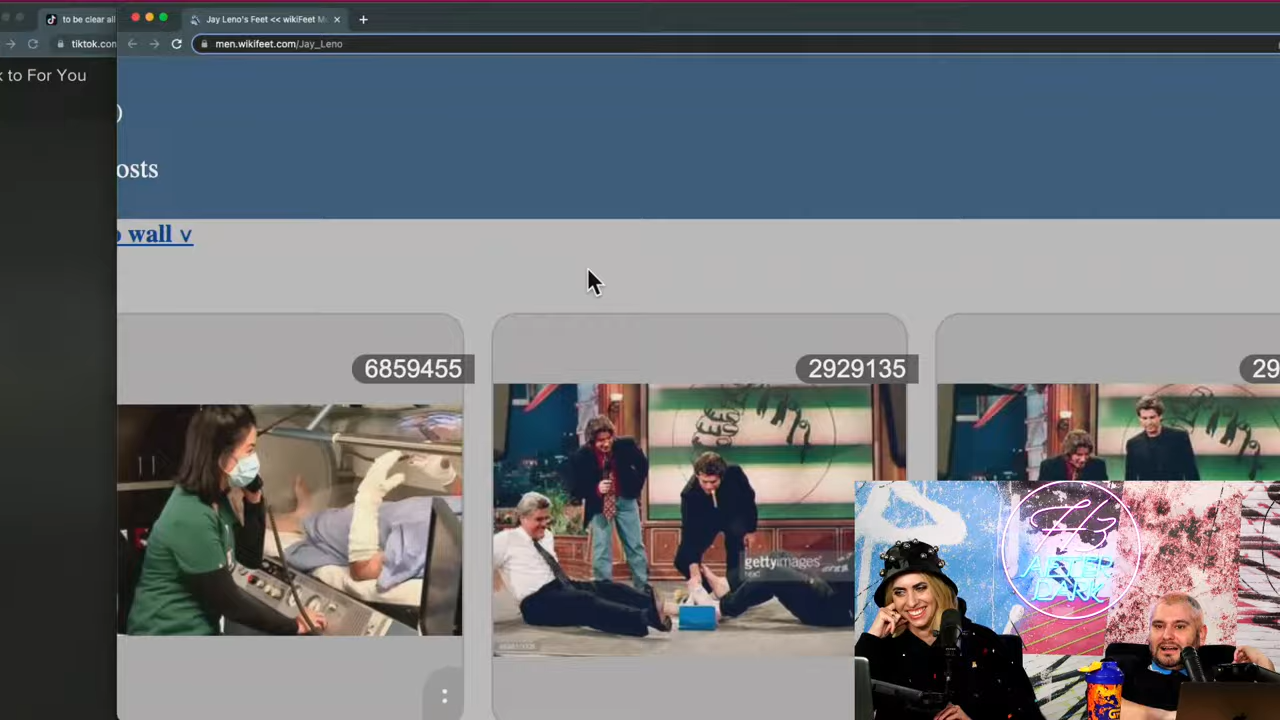 to be clear all
Jay Leno's Feet << wikiFeet M
tiktok.com
men.wikifeet.com/Jay_Leno
k to For You
)
osts
o wall v
6859455
2929135
29
gettyimages
H3
AFTER
DARK